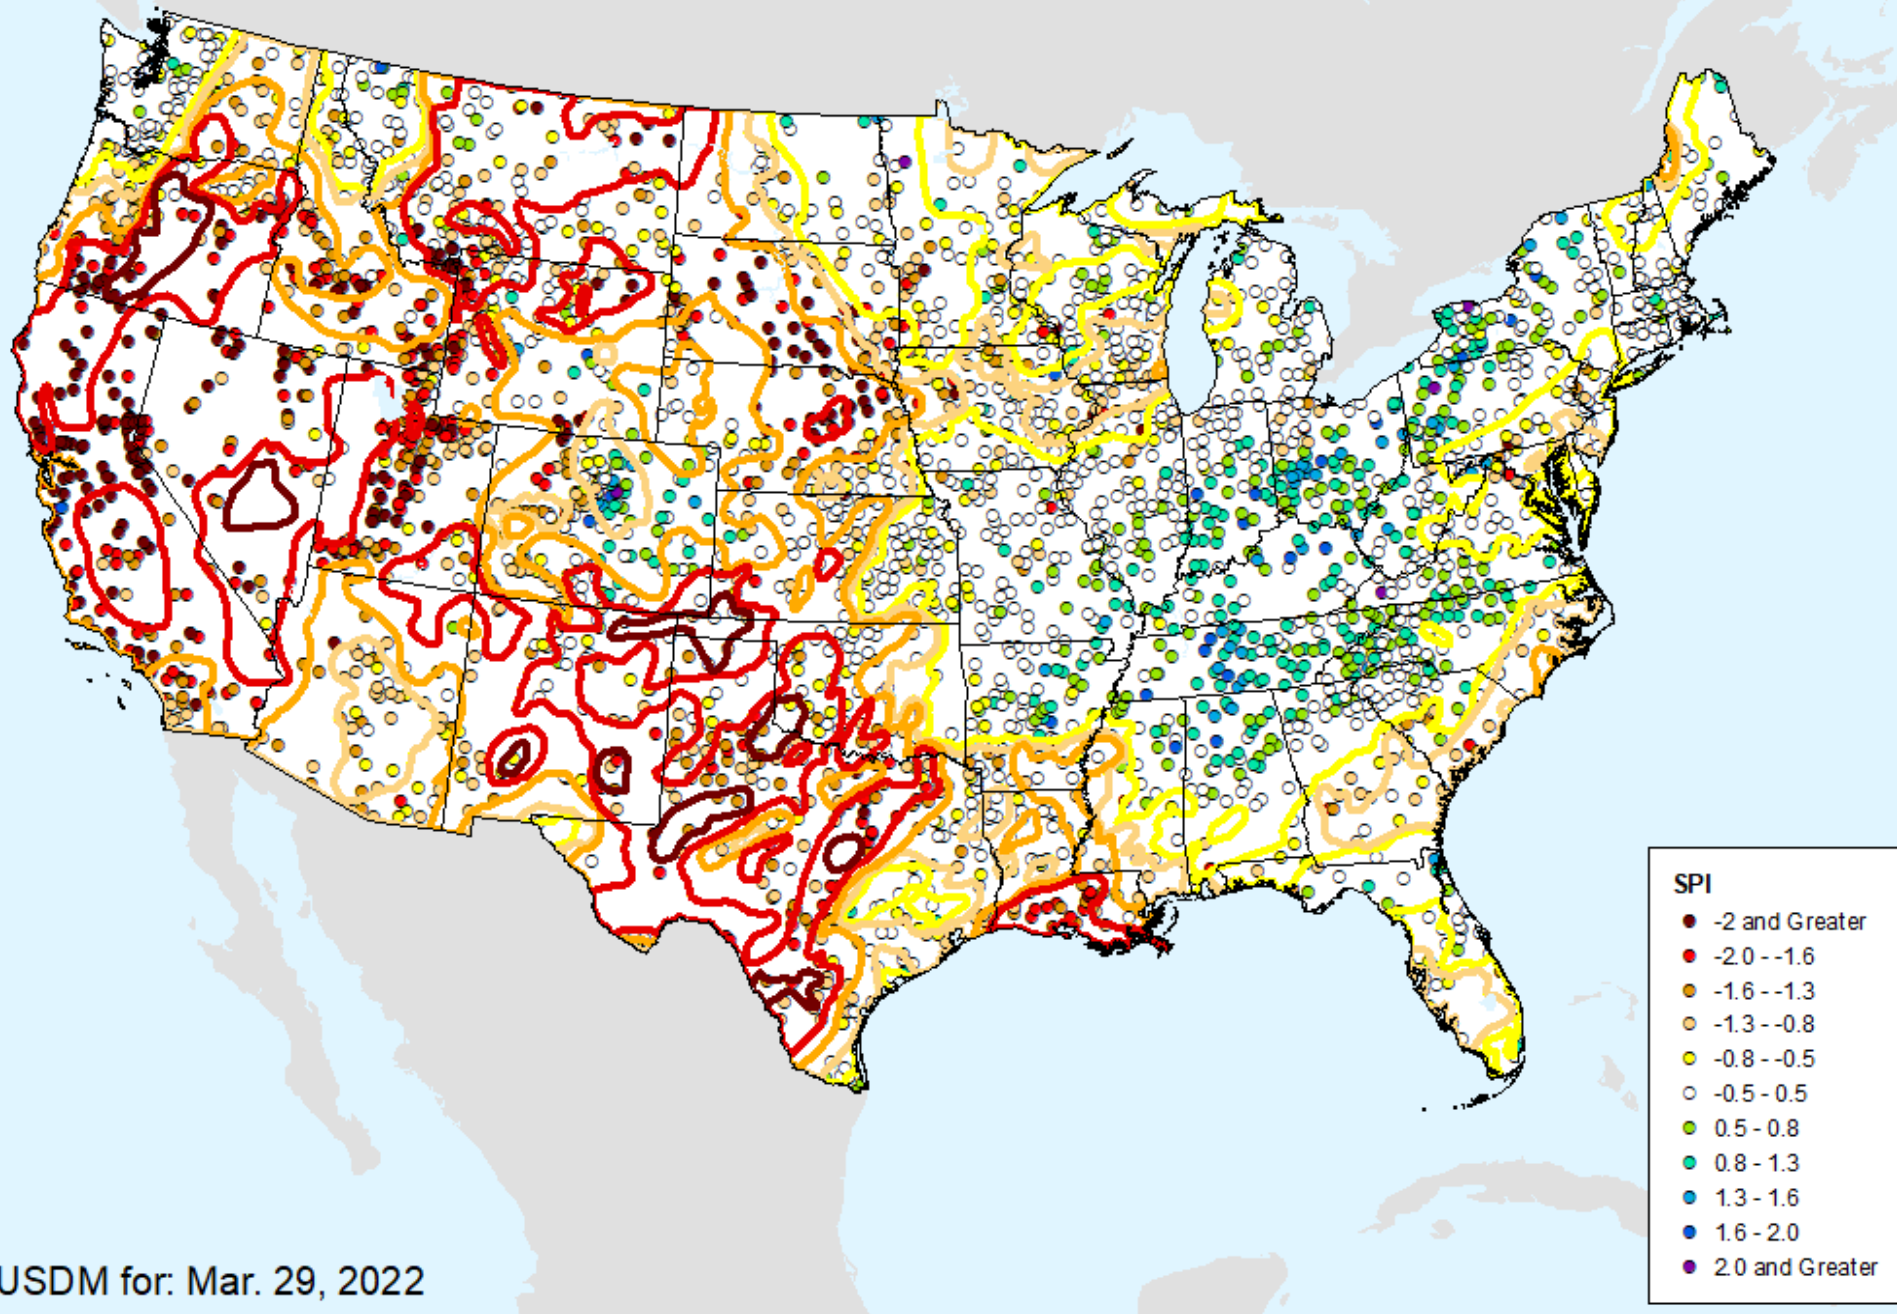 SPI
-2 and Greater
-2.0 - -1.6
-1.6 - -1.3
-1.3 - -0.8
-0.8 - -0.5
-0.5 - 0.5
0.5 - 0.8
0.8 - 1.3
1.3 - 1.6
1.6 - 2.0
2.0 and Greater
USDM for: Mar. 29, 2022